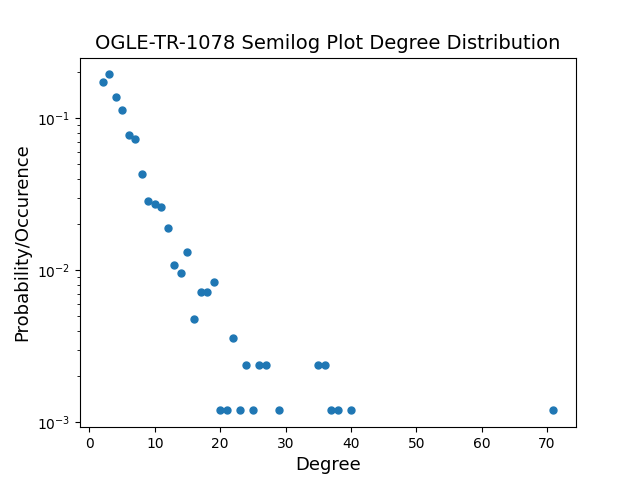 OGLE-TR-1078 Semilog Plot Degree Distribution
Probability/Occurence
10⁻¹
10⁻²
10⁻³
0 10 20 30 40 50 60 70
Degree